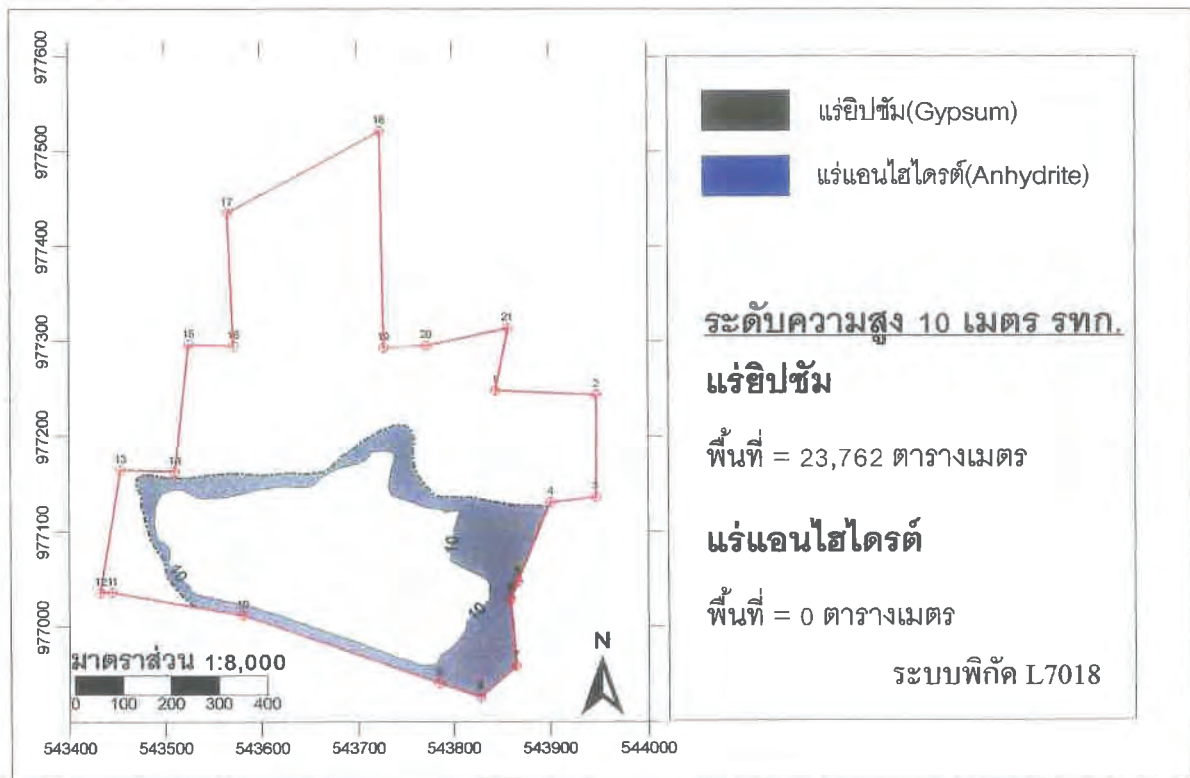 977600
977500
977400
977300
977200
977100
977000
18
17
15
16
19
20
21
1
2
3
4
13
14
12 11
10
10
10
10
N
มาตราส่วน 1:8,000
0 100 200 300 400
543400 543500 543600 543700 543800 543900 544000
แร่ยิปซัม(Gypsum)
แร่แอนไฮไดรต์(Anhydrite)
ระดับความสูง 10 เมตร รทก.
แร่ยิปซัม
พื้นที่ = 23,762 ตารางเมตร
แร่แอนไฮไดรต์
พื้นที่ = 0 ตารางเมตร
ระบบพิกัด L7018